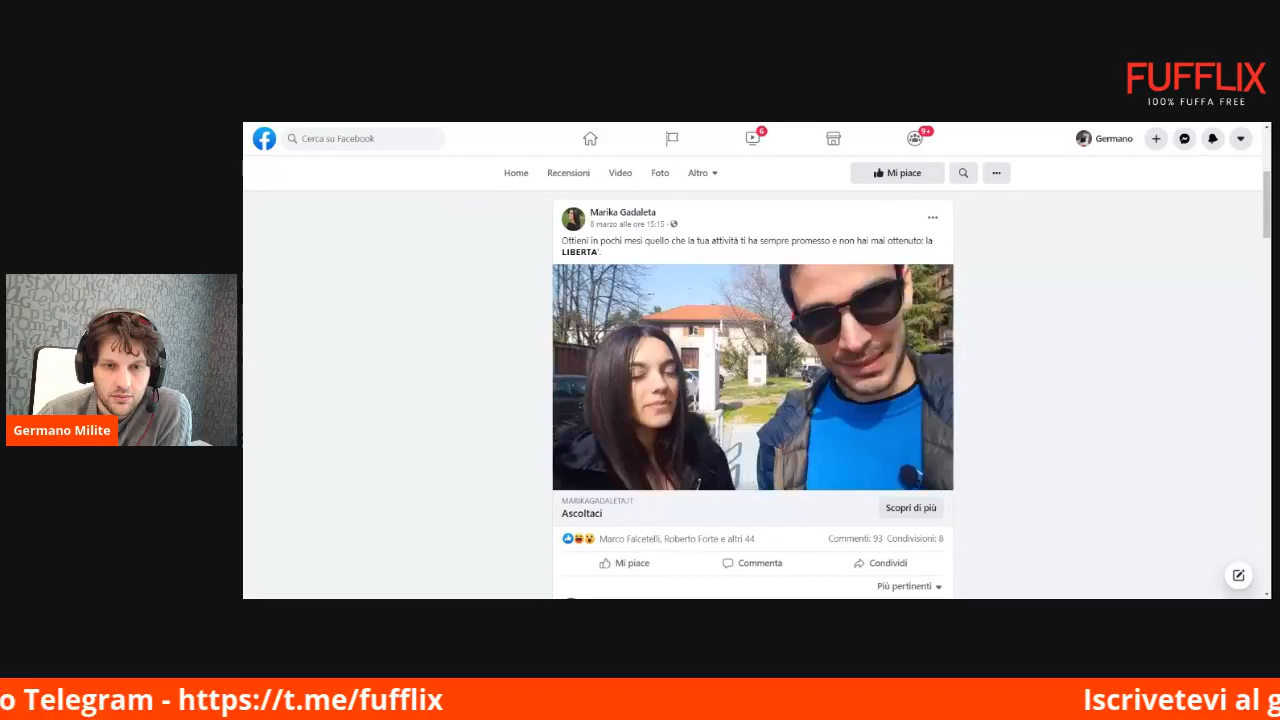 FUFFLIX
100% FUFFA FREE
Cerca su Facebook
6
9+
Germano
Home
Recensioni
Video
Foto
Altro
Mi piace
Marika Gadaleta
8 marzo alle ore 15:15 ·
Ottieni in pochi mesi quello che la tua attività ti ha sempre promesso e non hai mai ottenuto: la
LIBERTA'.
MARIKAGADALETA.IT
Ascoltaci
Scopri di più
Marco Falcetelli, Roberto Forte e altri 44
Commenti: 93 Condivisioni: 8
Mi piace
Commenta
Condividi
Più pertinenti
Germano Milite
o Telegram - https://t.me/fufflix
Iscrivetevi al g